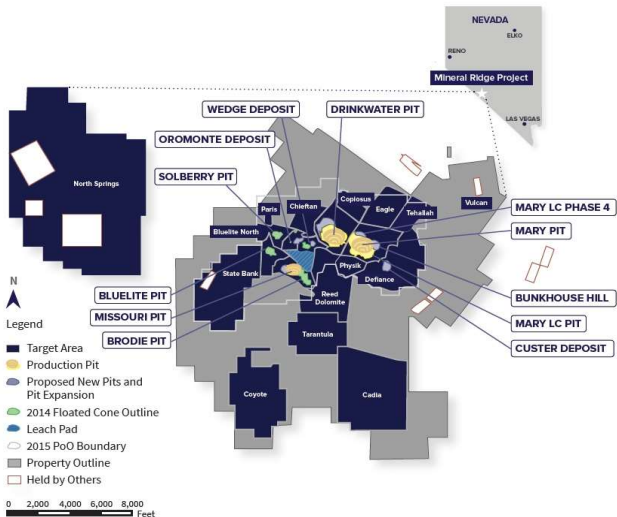 NEVADA
ELKO
RENO
Mineral Ridge Project
LAS VEGAS
WEDGE DEPOSIT
DRINKWATER PIT
OROMONTE DEPOSIT
SOLBERRY PIT
North Springs
Paris
Chieftan
Copiosus
Eagle
Tehallah
Vulcan
MARY LC PHASE 4
MARY PIT
Bluelite North
State Bank
Physik
Defiance
BLUELITE PIT
MISSOURI PIT
BRODIE PIT
Reed
Dolomite
BUNKHOUSE HILL
MARY LC PIT
CUSTER DEPOSIT
Tarantula
Coyote
Cadia
N
Legend
Target Area
Production Pit
Proposed New Pits and
Pit Expansion
2014 Floated Cone Outline
Leach Pad
2015 PoO Boundary
Property Outline
Held by Others
0 2,000 4,000 6,000 8,000
Feet